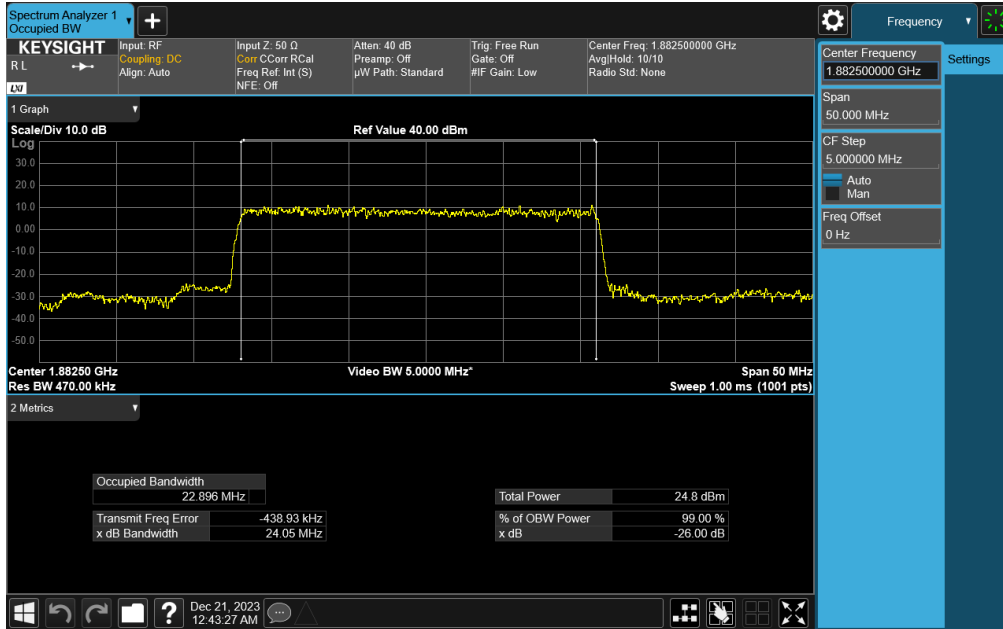 Spectrum Analyzer 1
Occupied BW
Frequency
KEYSIGHT
R L
LXI
Input: RF
Coupling: DC
Align: Auto
Input Z: 50 Ω
Corr CCorr RCal
Freq Ref: Int (S)
NFE: Off
Atten: 40 dB
Preamp: Off
µW Path: Standard
Trig: Free Run
Gate: Off
#IF Gain: Low
Center Freq: 1.882500000 GHz
Avg|Hold: 10/10
Radio Std: None
Center Frequency
1.882500000 GHz
Settings
Span
50.000 MHz
CF Step
5.000000 MHz
Auto
Man
Freq Offset
0 Hz
1 Graph
Scale/Div 10.0 dB
Ref Value 40.00 dBm
Log
30.0
20.0
10.0
0.00
-10.0
-20.0
-30.0
-40.0
-50.0
Center 1.88250 GHz
Video BW 5.0000 MHz*
Span 50 MHz
Res BW 470.00 kHz
Sweep 1.00 ms (1001 pts)
2 Metrics
Occupied Bandwidth
22.896 MHz
Transmit Freq Error -438.93 kHz
x dB Bandwidth 24.05 MHz
Total Power 24.8 dBm
% of OBW Power 99.00 %
x dB -26.00 dB
?
Dec 21, 2023
12:43:27 AM